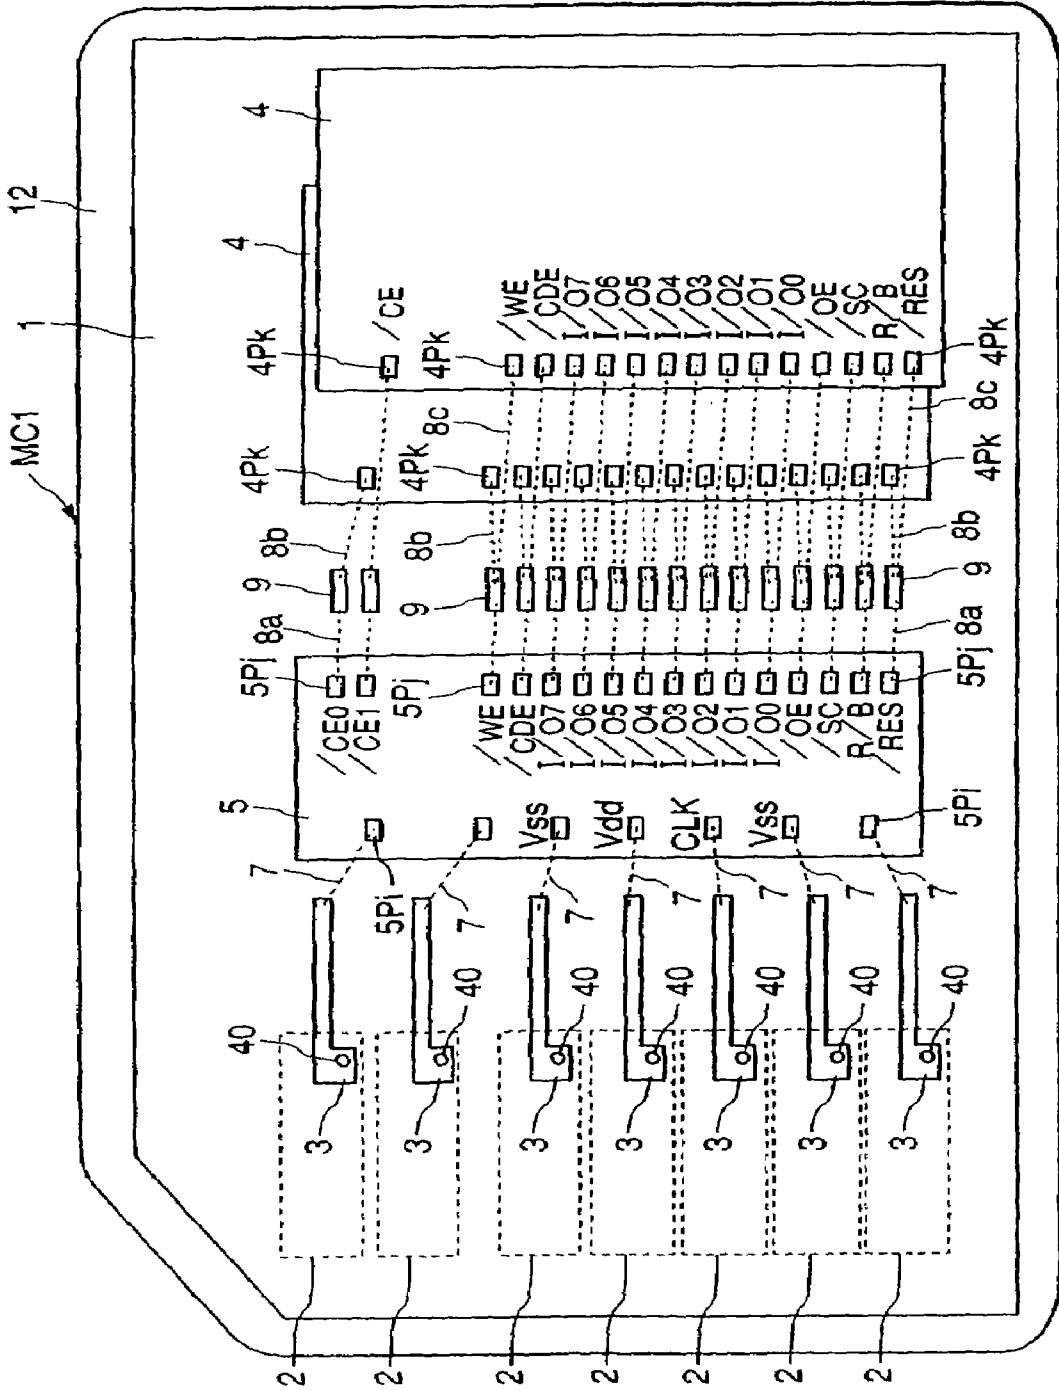 MC1
12
1
4
4
/CE
4Pk
4Pk
8b
9
8a
5Pj
/CE0
/CE1
5
7
5Pi
4Pk
4Pk
8c
8b
9
5Pj
/WE
/CDE
I/O7
I/O6
I/O5
I/O4
I/O3
I/O2
I/O1
I/O0
/OE
/SC
R/B
/RES
/WE
/CDE
I/O7
I/O6
I/O5
I/O4
I/O3
I/O2
I/O1
I/O0
/OE
/SC
R/B
/RES
4Pk
8c
4Pk
8b
9
8a
5Pj
Vss
Vdd
CLK
Vss
5Pi
7
7
7
7
7
7
40
40
40
40
40
40
40
3
3
3
3
3
3
3
2
2
2
2
2
2
2